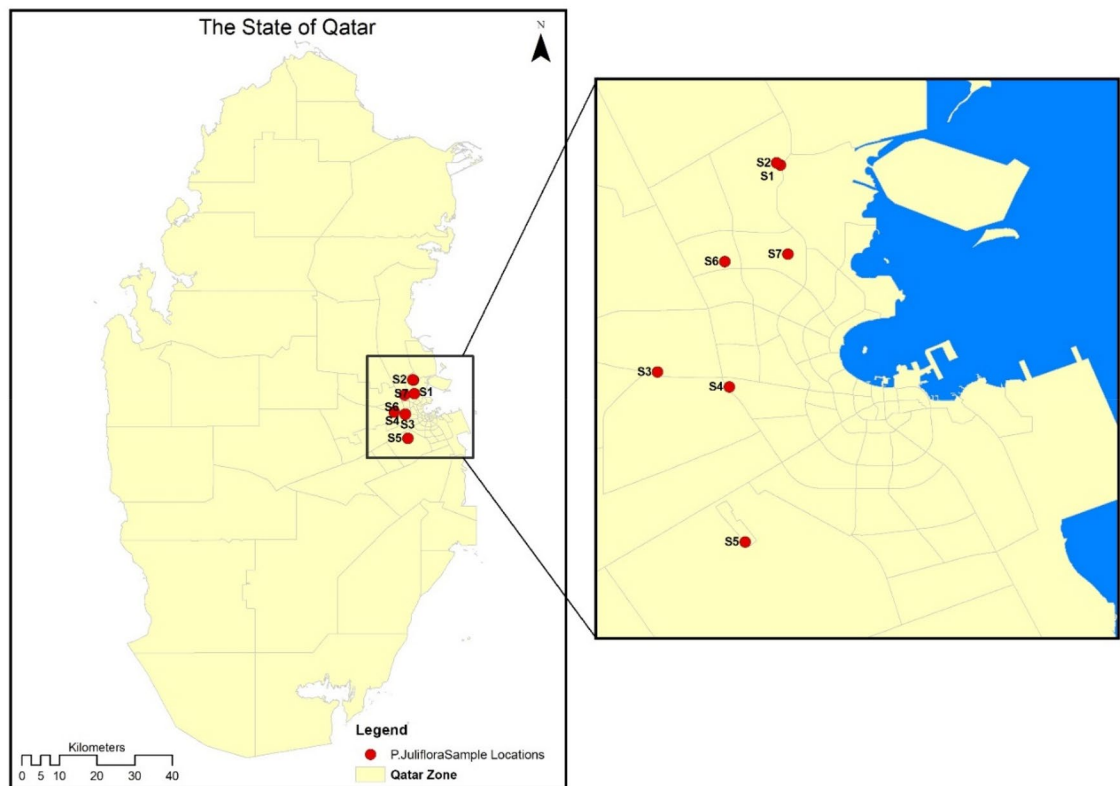 The State of Qatar
N
S2
S7 S1
S6
S4 S3
S5
Kilometers
0 5 10 20 30 40
Legend
P.JulifloraSample Locations
Qatar Zone
S2
S1
S7
S6
S3
S4
S5